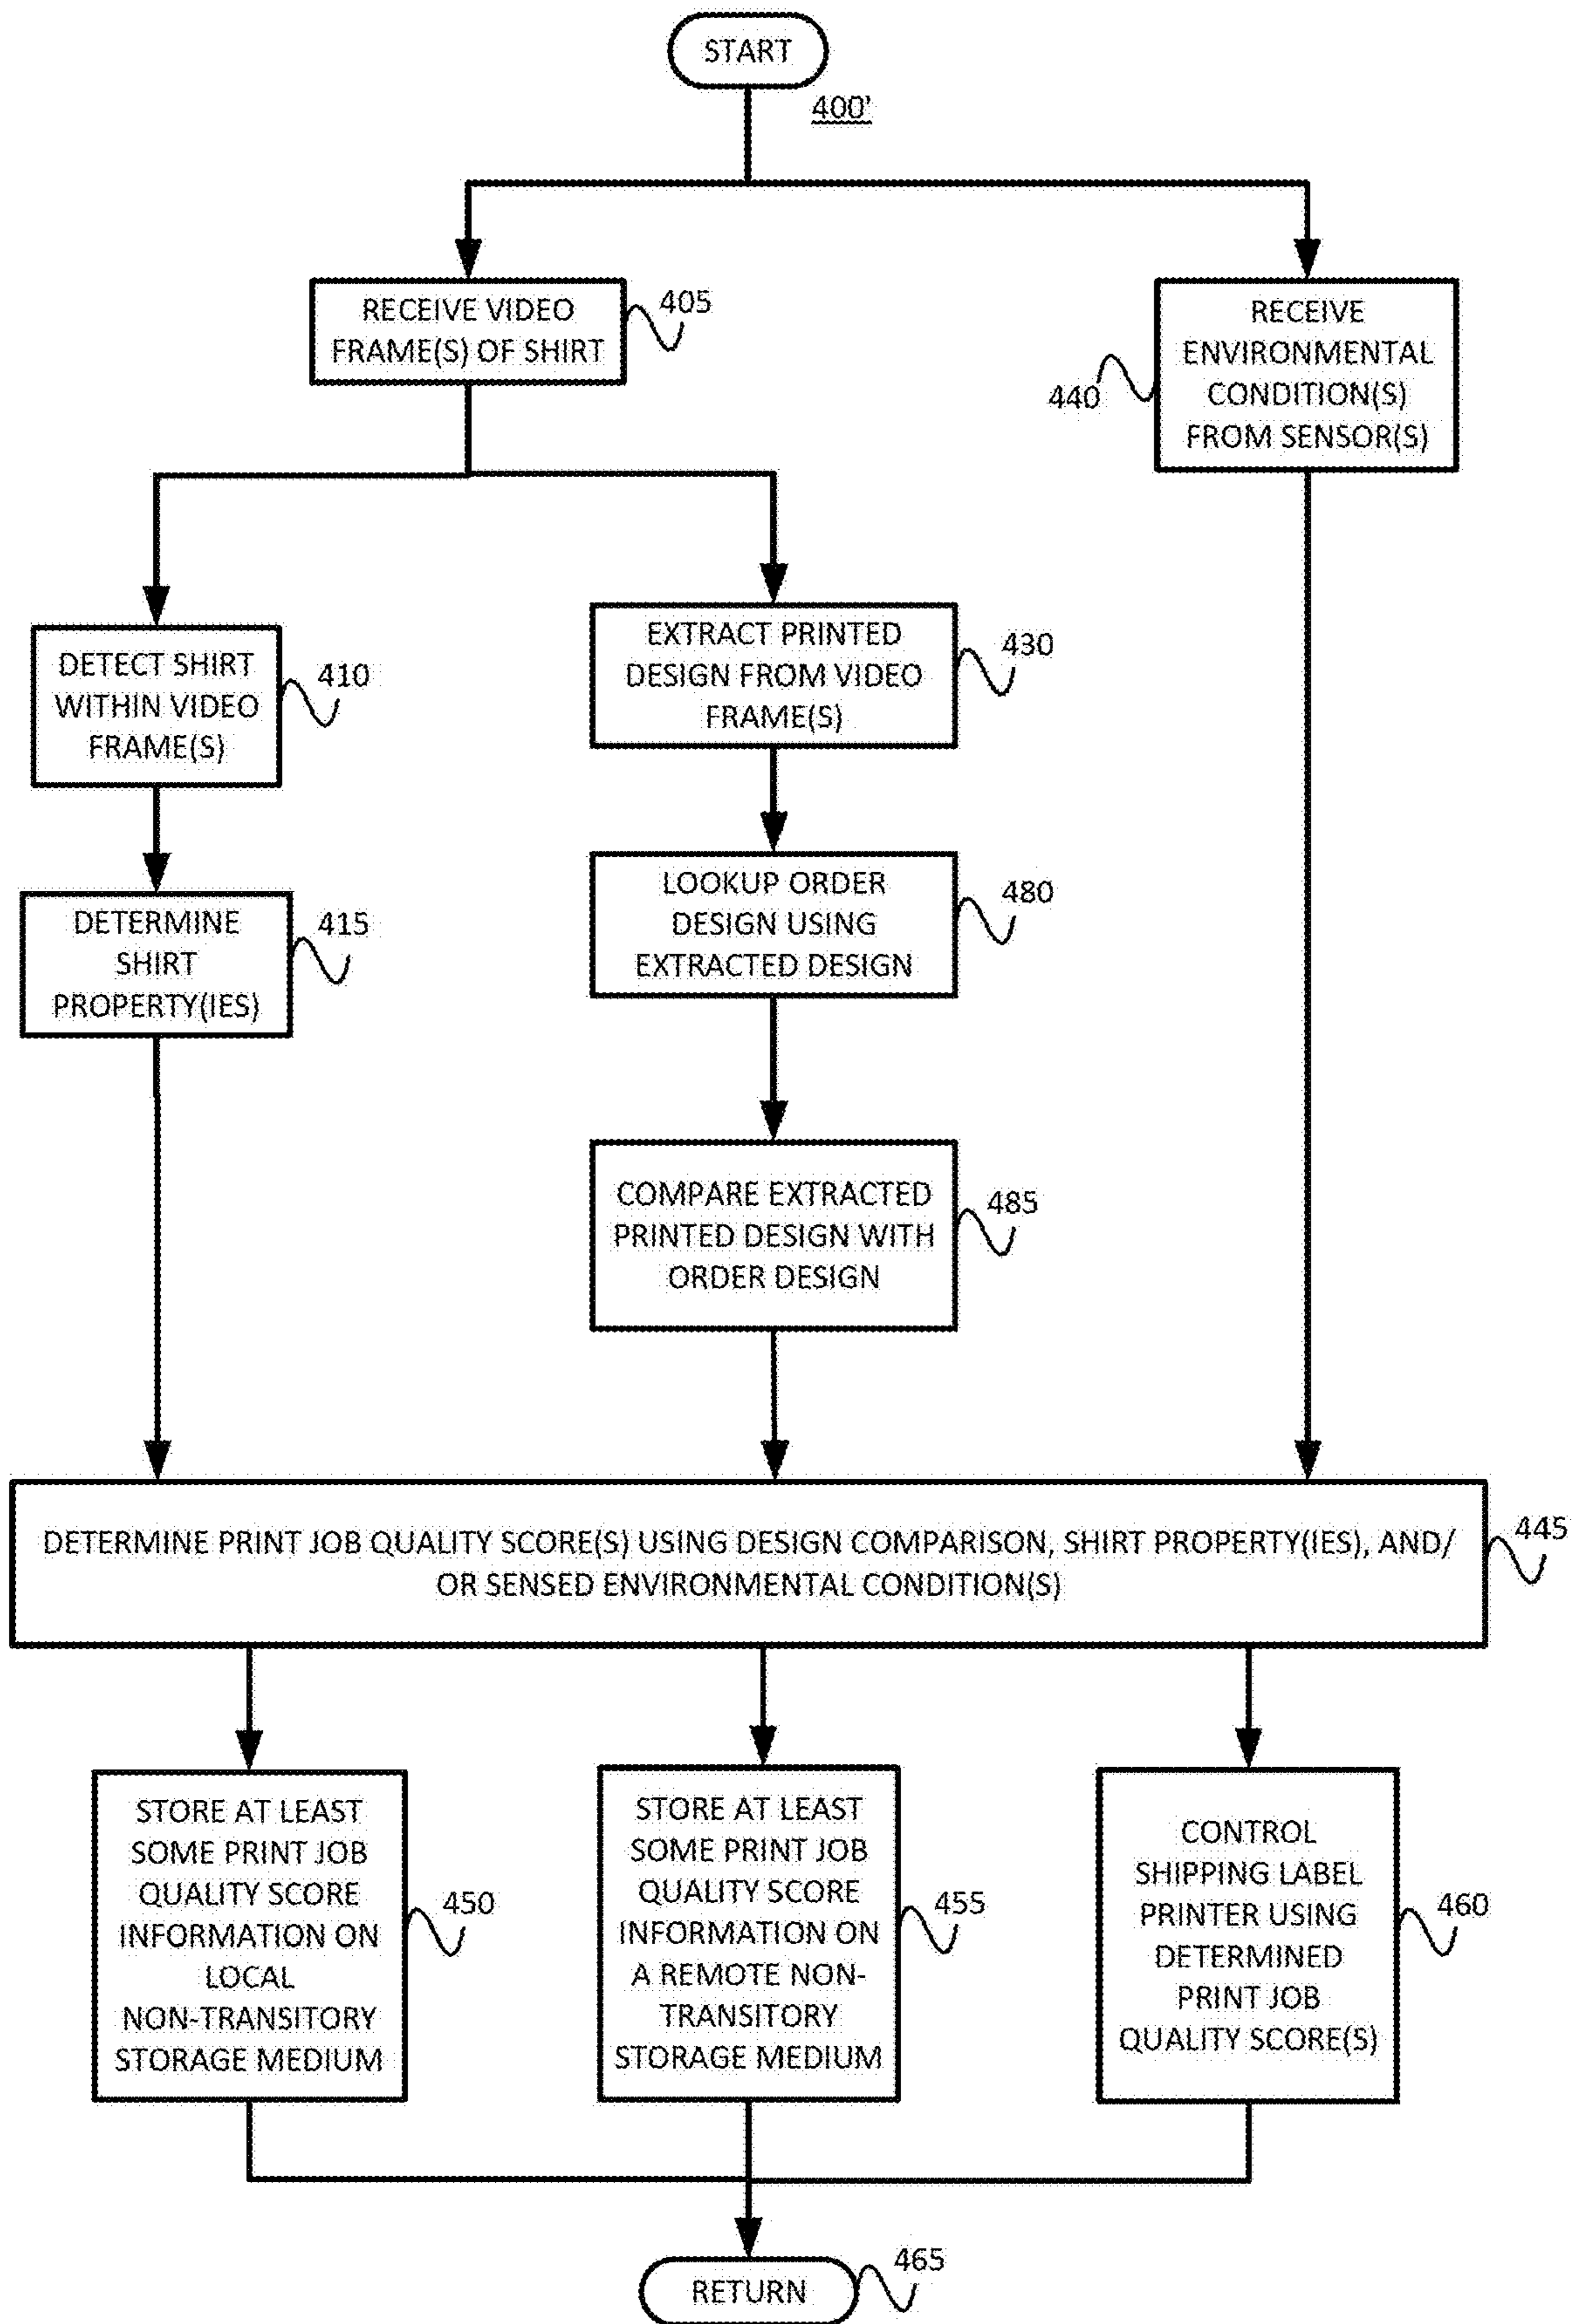 START
400'
RECEIVE VIDEO
FRAME(S) OF SHIRT
405
RECEIVE
ENVIRONMENTAL
CONDITION(S)
FROM SENSOR(S)
440
DETECT SHIRT
WITHIN VIDEO
FRAME(S)
410
EXTRACT PRINTED
DESIGN FROM VIDEO
FRAME(S)
430
DETERMINE
SHIRT
PROPERTY(IES)
415
LOOKUP ORDER
DESIGN USING
EXTRACTED DESIGN
480
COMPARE EXTRACTED
PRINTED DESIGN WITH
ORDER DESIGN
485
DETERMINE PRINT JOB QUALITY SCORE(S) USING DESIGN COMPARISON, SHIRT PROPERTY(IES), AND/
OR SENSED ENVIRONMENTAL CONDITION(S)
445
STORE AT LEAST
SOME PRINT JOB
QUALITY SCORE
INFORMATION ON
LOCAL
NON-TRANSITORY
STORAGE MEDIUM
450
STORE AT LEAST
SOME PRINT JOB
QUALITY SCORE
INFORMATION ON
A REMOTE NON-
TRANSITORY
STORAGE MEDIUM
455
CONTROL
SHIPPING LABEL
PRINTER USING
DETERMINED
PRINT JOB
QUALITY SCORE(S)
460
RETURN
465